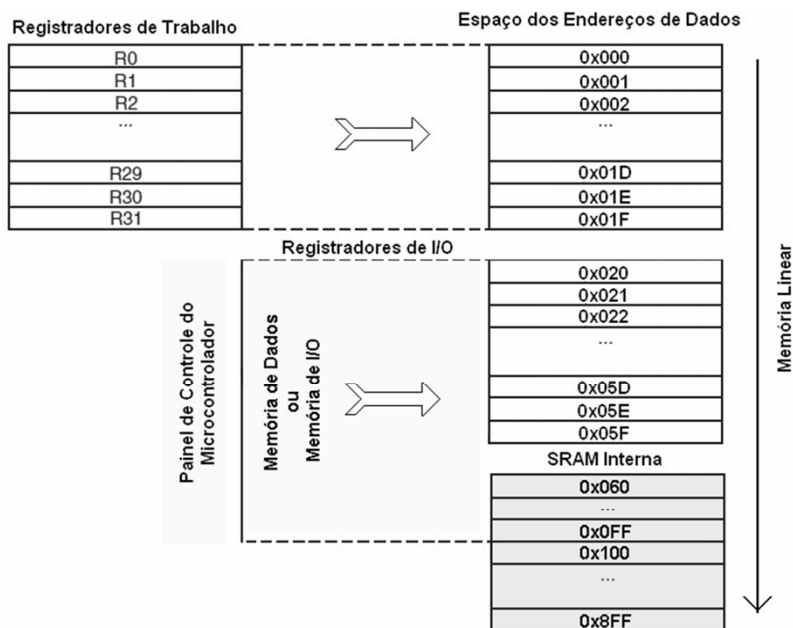 Registradores de Trabalho
R0
R1
R2
...
R29
R30
R31
Espaço dos Endereços de Dados
0x000
0x001
0x002
...
0x01D
0x01E
0x01F
Registradores de I/O
Painel de Controle do
Microcontrolador
Memória de Dados
ou
Memória de I/O
0x020
0x021
0x022
...
0x05D
0x05E
0x05F
SRAM Interna
0x060
...
0x0FF
0x100
...
0x8FF
Memória Linear